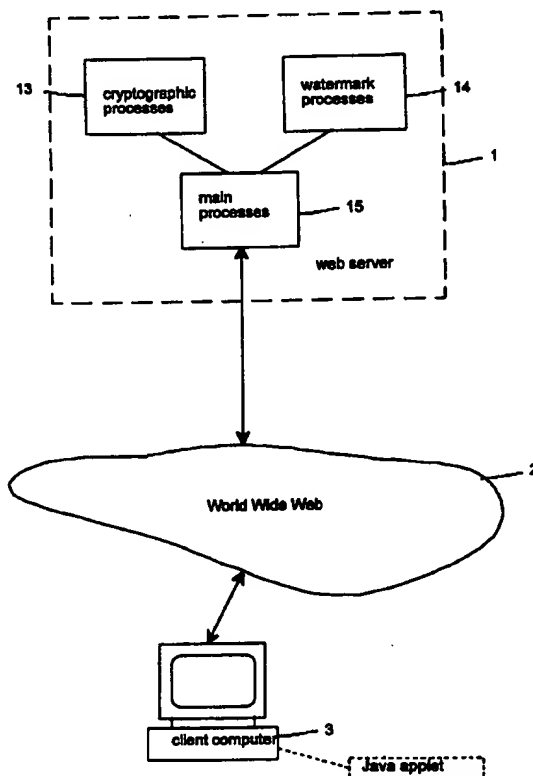 13
cryptographic
processes
watermark
processes
14
1
main
processes
15
web server
2
World Wide Web
3
client computer
Java applet